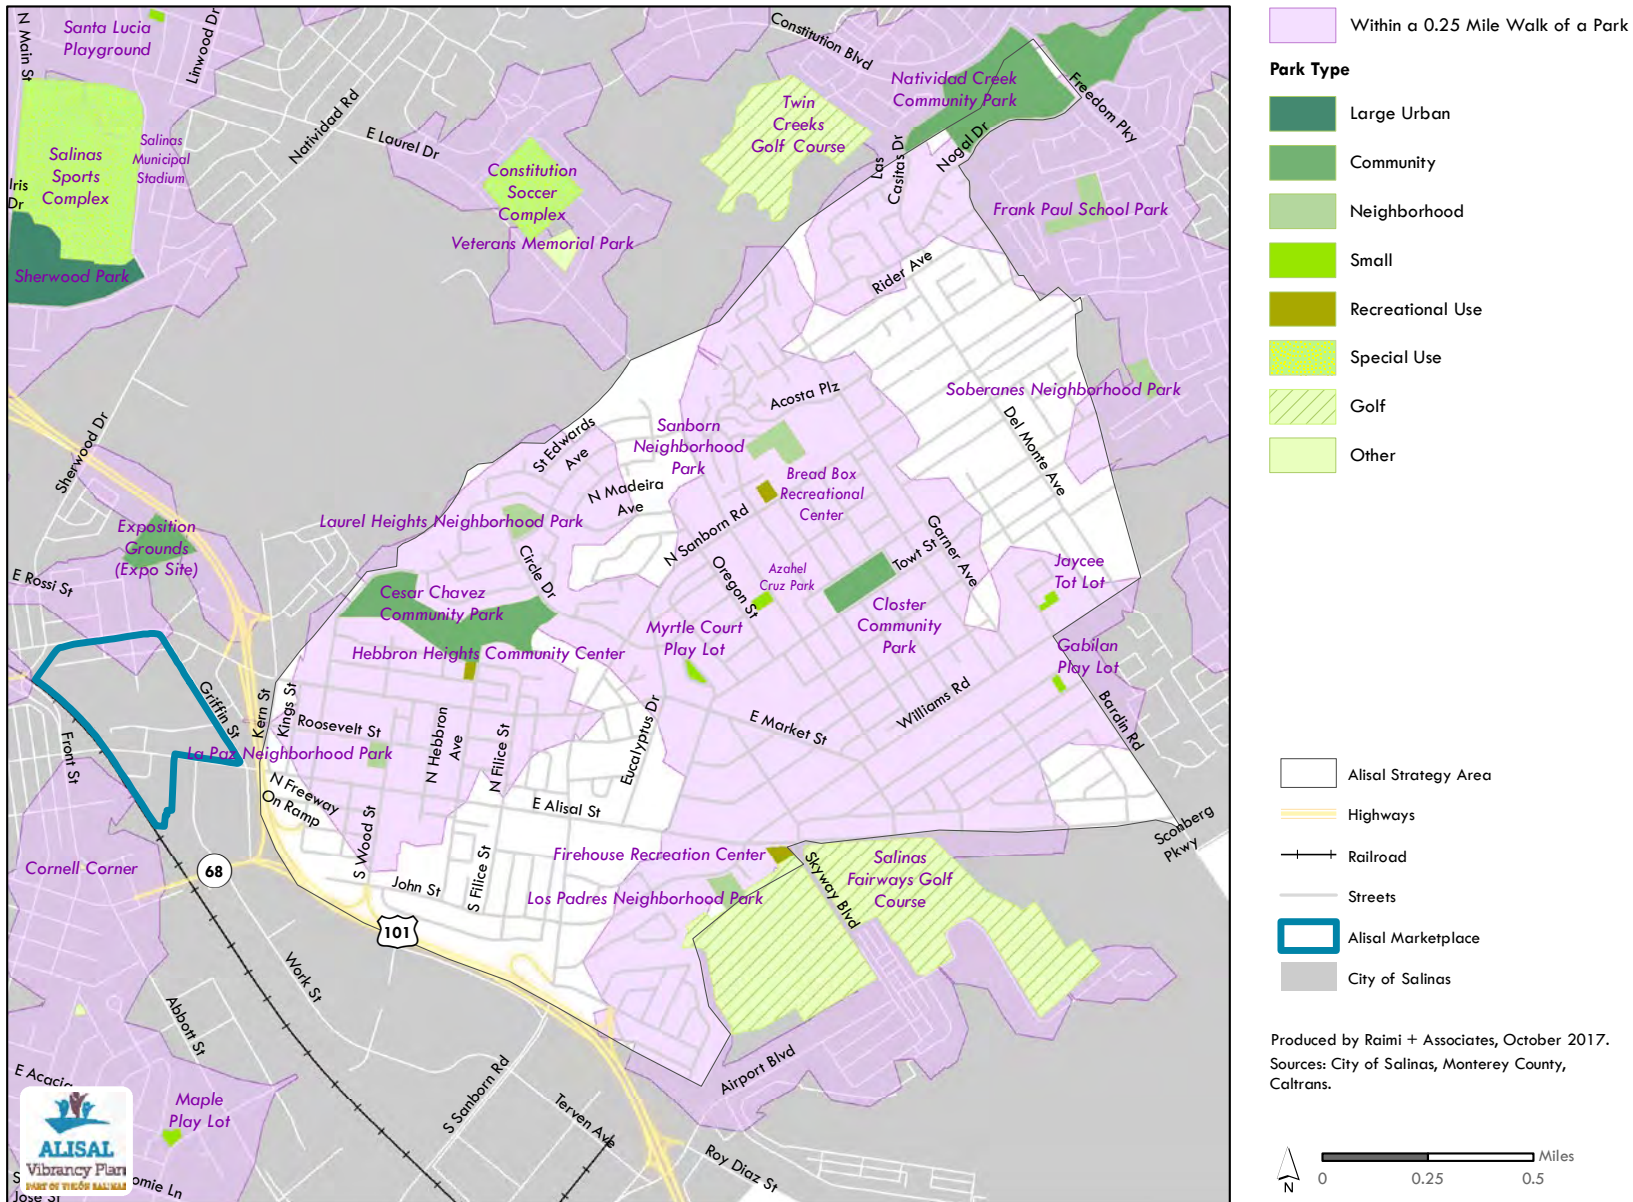 Santa Lucia
Playground
N Main St
Linwood Dr
Salinas
Sports
Complex
Salinas
Municipal
Stadium
Iris
Dr
Sherwood Park
Natividad Rd
E Laurel Dr
Constitution
Soccer
Complex
Veterans Memorial Park
Constitution Blvd
Twin
Creeks
Golf Course
Natividad Creek
Community Park
Freedom Pky
Las
Casitas Dr
Nogal Dr
Frank Paul School Park
Rider Ave
Soberanes Neighborhood Park
Acosta Plz
Del Monte Ave
Sherwood Dr
St Edwards
Ave
Sanborn
Neighborhood
Park
N Madeira
Ave
Bread Box
Recreational
Center
Laurel Heights Neighborhood Park
N Sanborn Rd
Exposition
Grounds
(Expo Site)
E Rossi St
Circle Dr
Oregon St
Azahel
Cruz Park
Towt St
Garner Ave
Jaycee
Tot Lot
Cesar Chavez
Community Park
Closter
Community
Park
Myrtle Court
Play Lot
Hebbron Heights Community Center
Gabilan
Play Lot
Griffin St
Kern St
Kings St
Roosevelt St
La Paz Neighborhood Park
N Hebbron
Ave
N Filice St
Eucalyptus Dr
E Market St
Williams Rd
Bardin Rd
Front St
N Freeway
On Ramp
E Alisal St
S Wood St
S Filice St
John St
Cornell Corner
68
101
Firehouse Recreation Center
Los Padres Neighborhood Park
Skyway Blvd
Salinas
Fairways Golf
Course
Sconberg
Pkwy
Work St
Abbott St
S Sanborn Rd
Airport Blvd
Terven Ave
Roy Diaz St
E Acacia
Maple
Play Lot
omie Ln
S
Jose St
ALISAL
Vibrancy Plan
PART OF VISIÓN SALINAS
Within a 0.25 Mile Walk of a Park
Park Type
Large Urban
Community
Neighborhood
Small
Recreational Use
Special Use
Golf
Other
Alisal Strategy Area
Highways
Railroad
Streets
Alisal Marketplace
City of Salinas
Produced by Raimi + Associates, October 2017.
Sources: City of Salinas, Monterey County,
Caltrans.
N
Miles
0
0.25
0.5